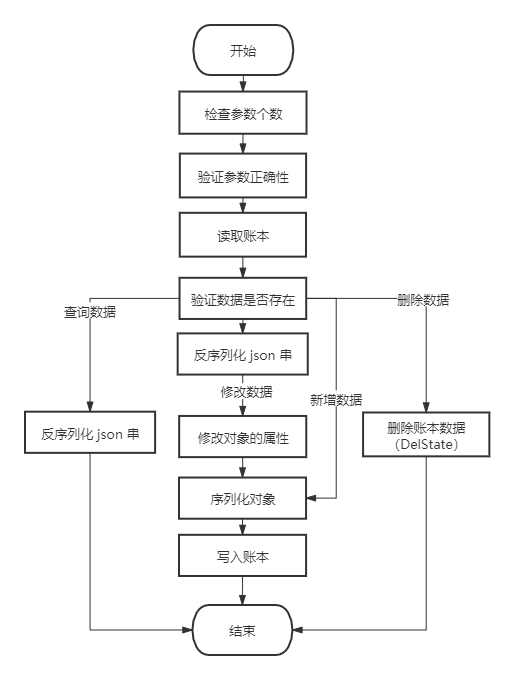 开始
检查参数个数
验证参数正确性
读取账本
验证数据是否存在
查询数据
删除数据
反序列化 json 串
修改数据
新增数据
反序列化 json 串
修改对象的属性
删除账本数据
（DelState）
序列化对象
写入账本
结束